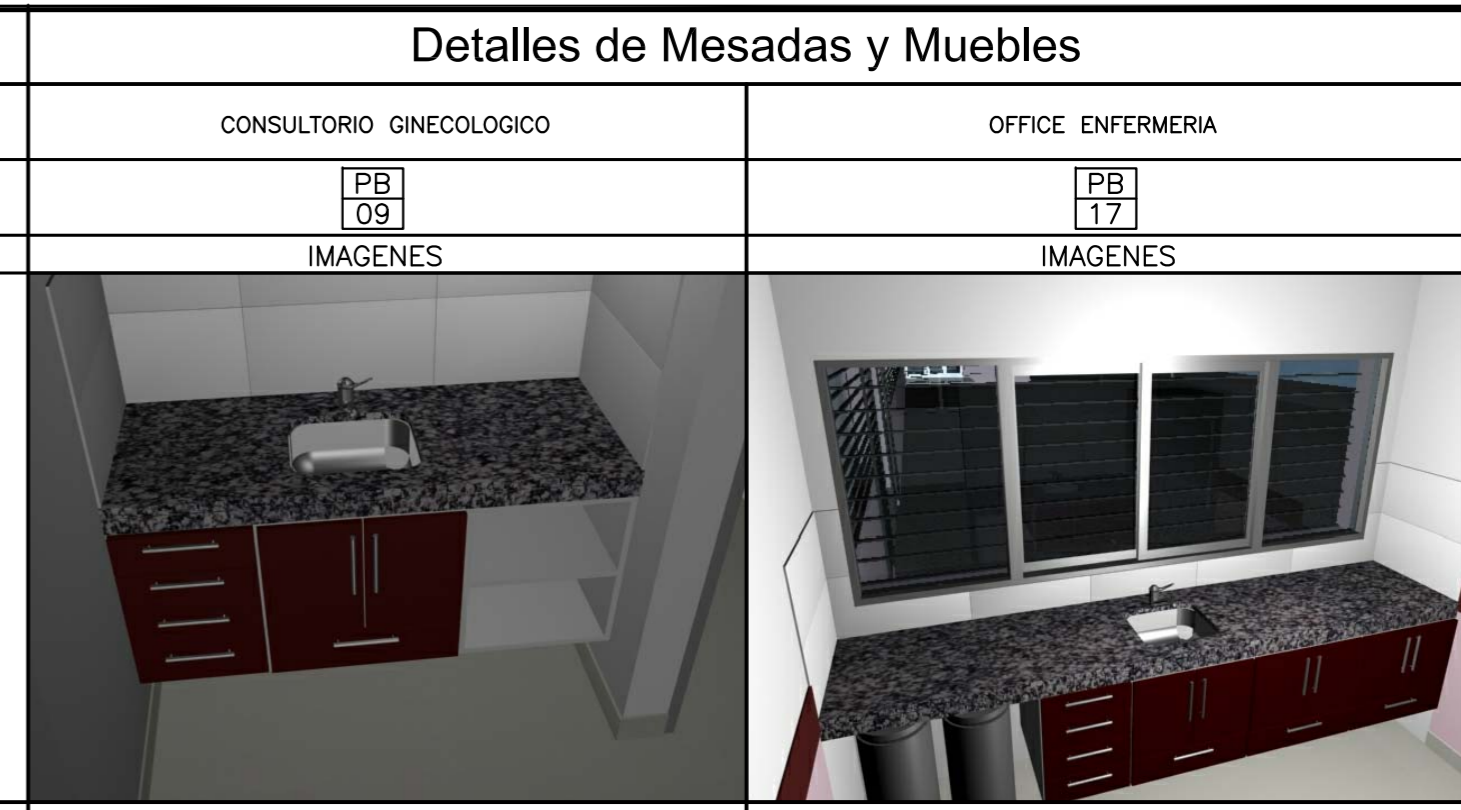 Detalles de Mesadas y Muebles
CONSULTORIO GINECOLOGICO
OFFICE ENFERMERIA
PB
09
PB
17
IMAGENES
IMAGENES